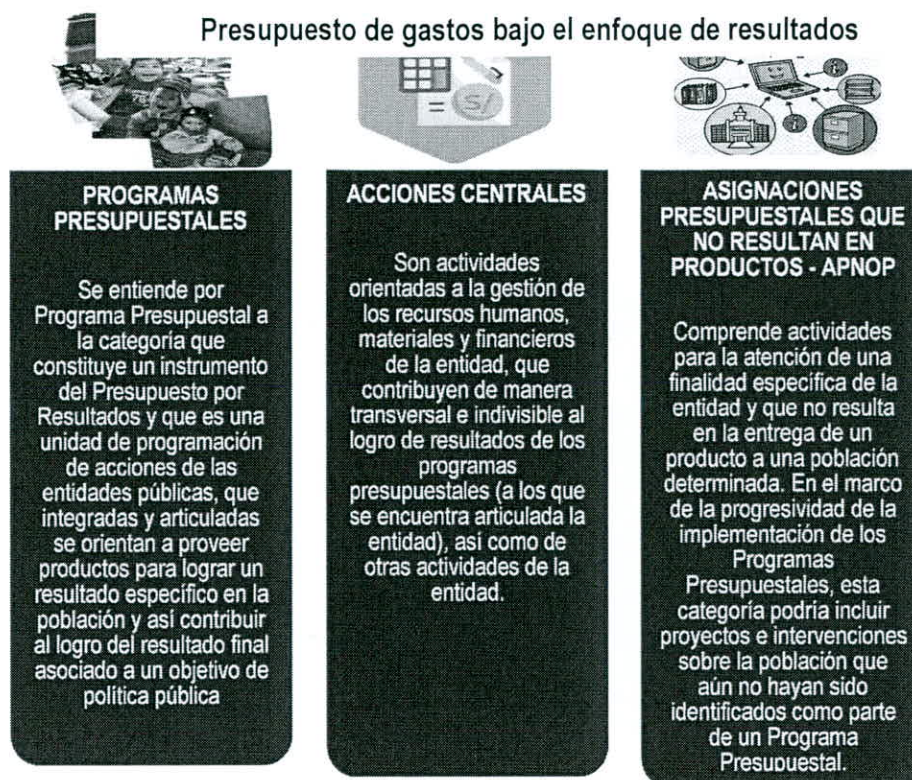 Presupuesto de gastos bajo el enfoque de resultados
= S/
PROGRAMAS
PRESUPUESTALES
Se entiende por
Programa Presupuestal a
la categoría que
constituye un instrumento
del Presupuesto por
Resultados y que es una
unidad de programación
de acciones de las
entidades públicas, que
integradas y articuladas
se orientan a proveer
productos para lograr un
resultado específico en la
población y así contribuir
al logro del resultado final
asociado a un objetivo de
política pública
ACCIONES CENTRALES
Son actividades
orientadas a la gestión de
los recursos humanos,
materiales y financieros
de la entidad, que
contribuyen de manera
transversal e indivisible al
logro de resultados de los
programas
presupuestales (a los que
se encuentra articulada la
entidad), así como de
otras actividades de la
entidad.
ASIGNACIONES
PRESUPUESTALES QUE
NO RESULTAN EN
PRODUCTOS - APNOP
Comprende actividades
para la atención de una
finalidad específica de la
entidad y que no resulta
en la entrega de un
producto a una población
determinada. En el marco
de la progresividad de la
implementación de los
Programas
Presupuestales, esta
categoría podría incluir
proyectos e intervenciones
sobre la población que
aún no hayan sido
identificados como parte
de un Programa
Presupuestal.